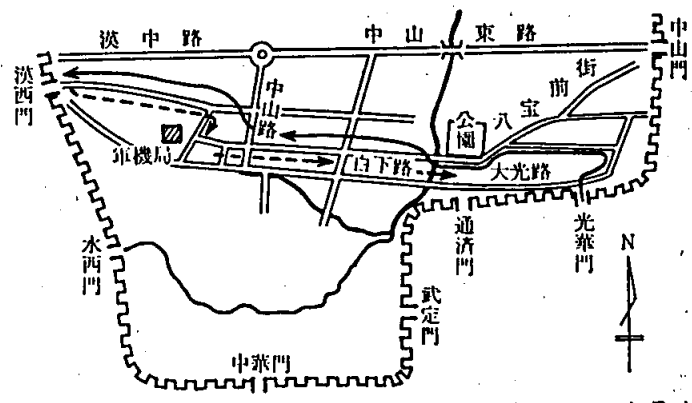 漢中路
中山東路
中山門
漢西門
中山路
公園
八宝前街
軍機局
白下路
大光路
水西門
通済門
光華門
武定門
中華門
N